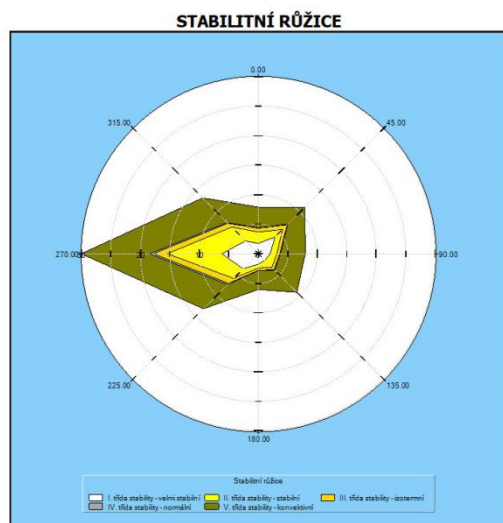 STABILITNÍ RŮŽICE
0.00
315.00
45.00
270.00
20
10
90.00
225.00
135.00
180.00
Stabilitní růžice
I. třída stability - velmi stabilní
II. třída stability - stabilní
III. třída stability - izotermní
IV. třída stability - normální
V. třída stability - konvektivní